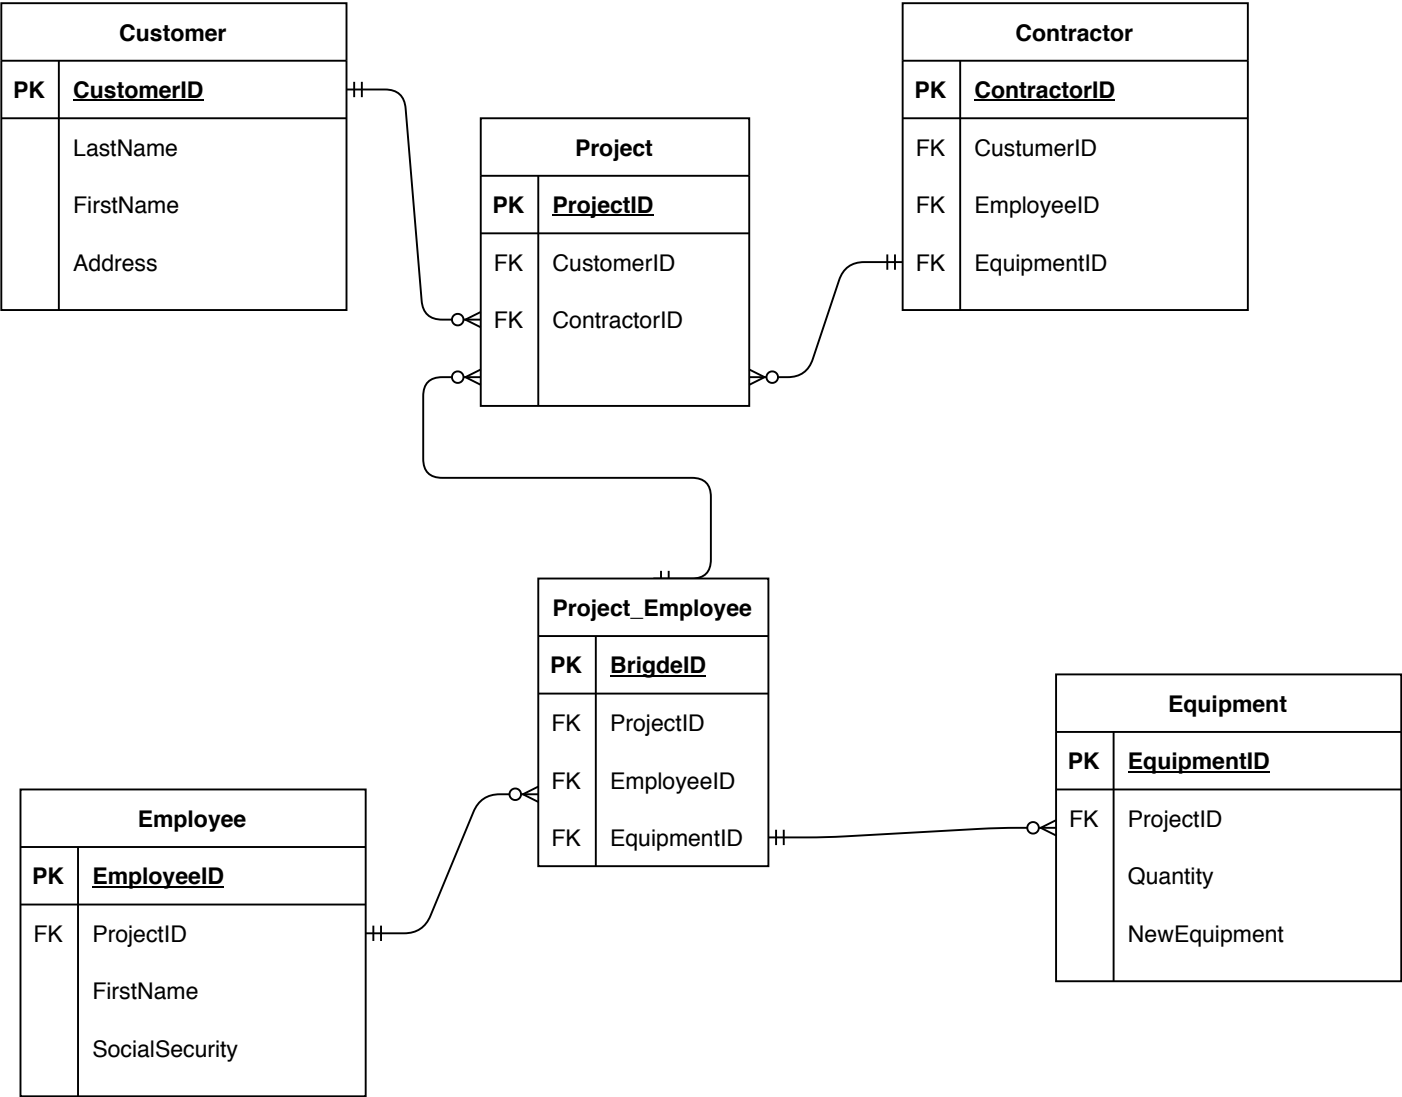 Customer
PK CustomerID
LastName
FirstName
Address
Contractor
PK ContractorID
FK CustumerID
FK EmployeeID
FK EquipmentID
Project
PK ProjectID
FK CustomerID
FK ContractorID
Project_Employee
PK BrigdeID
FK ProjectID
FK EmployeeID
FK EquipmentID
Equipment
PK EquipmentID
FK ProjectID
Quantity
NewEquipment
Employee
PK EmployeeID
FK ProjectID
FirstName
SocialSecurity